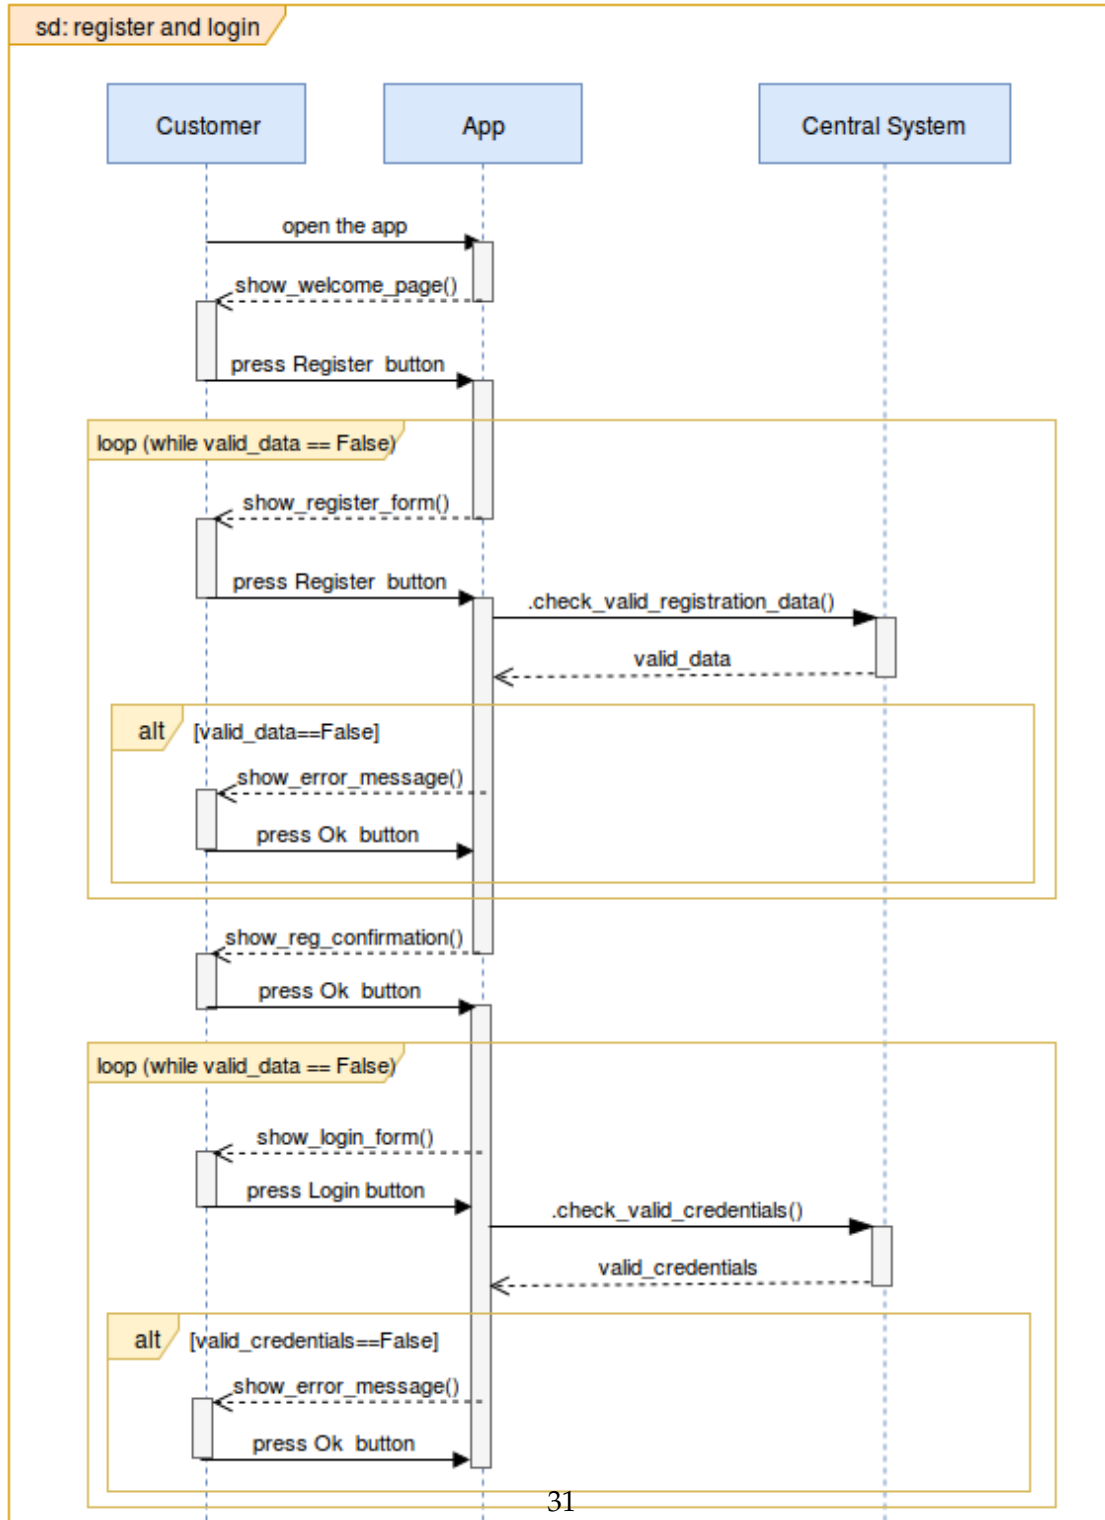 sd: register and login
Customer
App
Central System
open the app
show_welcome_page()
press Register button
loop (while valid_data == False)
show_register_form()
press Register button
.check_valid_registration_data()
valid_data
alt
[valid_data==False]
show_error_message()
press Ok button
show_reg_confirmation()
press Ok button
loop (while valid_data == False)
show_login_form()
press Login button
.check_valid_credentials()
valid_credentials
alt
[valid_credentials==False]
show_error_message()
press Ok button
31